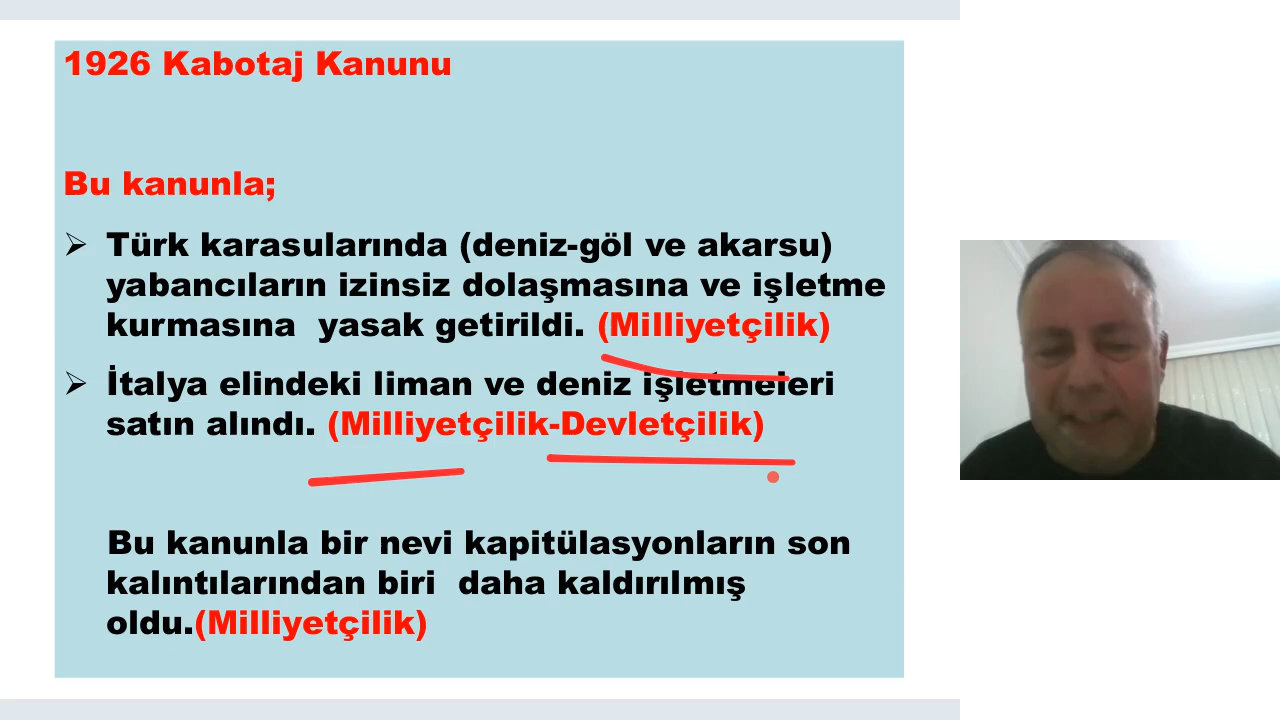 1926 Kabotaj Kanunu
Bu kanunla;
Türk karasularında (deniz-göl ve akarsu)
yabancıların izinsiz dolaşmasına ve işletme
kurmasına yasak getirildi. (Milliyetçilik)
İtalya elindeki liman ve deniz işletmeleri
satın alındı. (Milliyetçilik-Devletçilik)
Bu kanunla bir nevi kapitülasyonların son
kalıntılarından biri daha kaldırılmış
oldu.(Milliyetçilik)